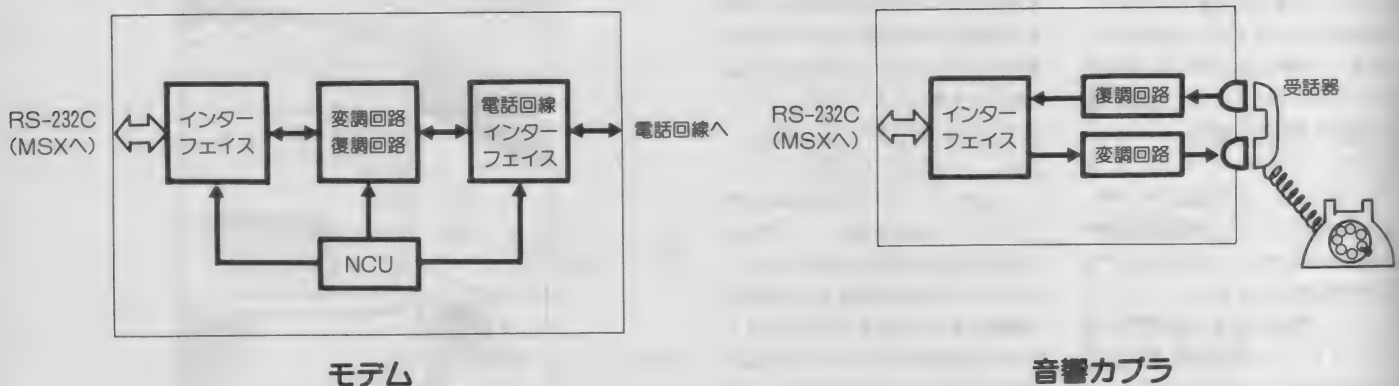 RS-232C
(MSXへ)
インター
フェイス
変調回路
復調回路
電話回線
インター
フェイス
電話回線へ
NCU
モデム
RS-232C
(MSXへ)
インター
フェイス
復調回路
変調回路
受話器
音響カプラ